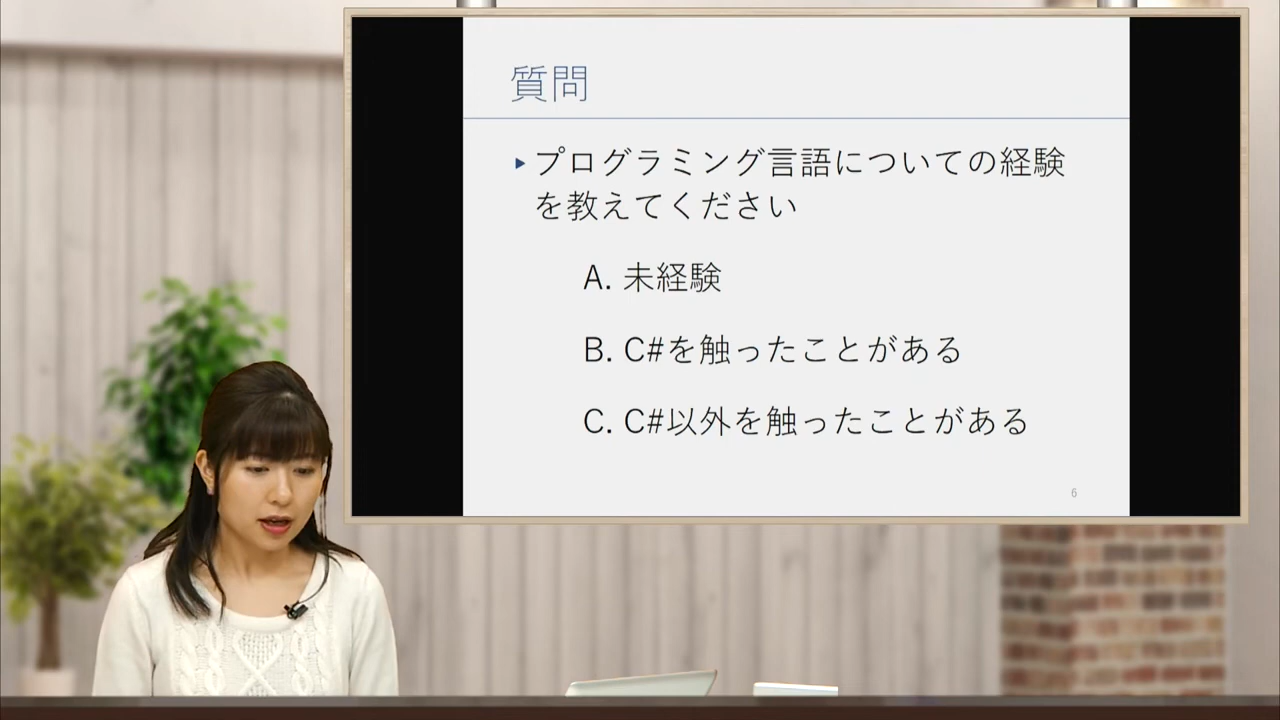 質問
プログラミング言語についての経験
を教えてください
A. 未経験
B. C#を触ったことがある
C. C#以外を触ったことがある
6